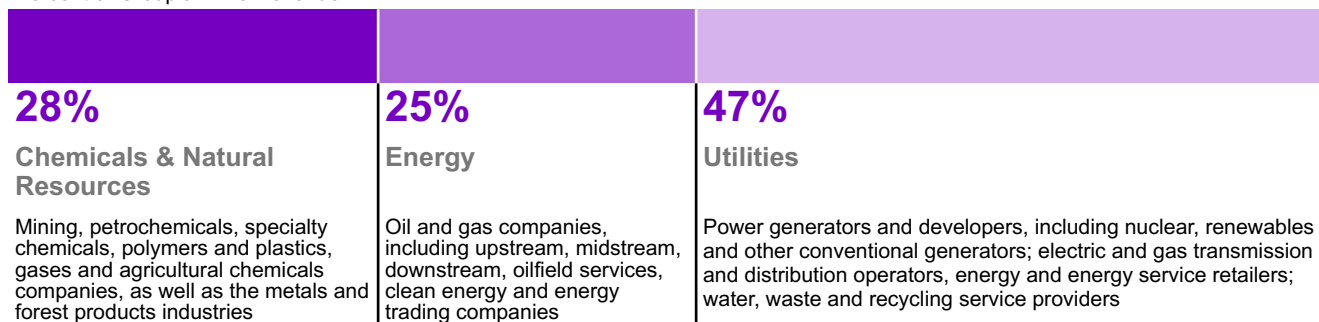 28%
Chemicals & Natural
Resources
Mining, petrochemicals, specialty
chemicals, polymers and plastics,
gases and agricultural chemicals
companies, as well as the metals and
forest products industries
25%
Energy
Oil and gas companies,
including upstream, midstream,
downstream, oilfield services,
clean energy and energy
trading companies
47%
Utilities
Power generators and developers, including nuclear, renewables
and other conventional generators; electric and gas transmission
and distribution operators, energy and energy service retailers;
water, waste and recycling service providers